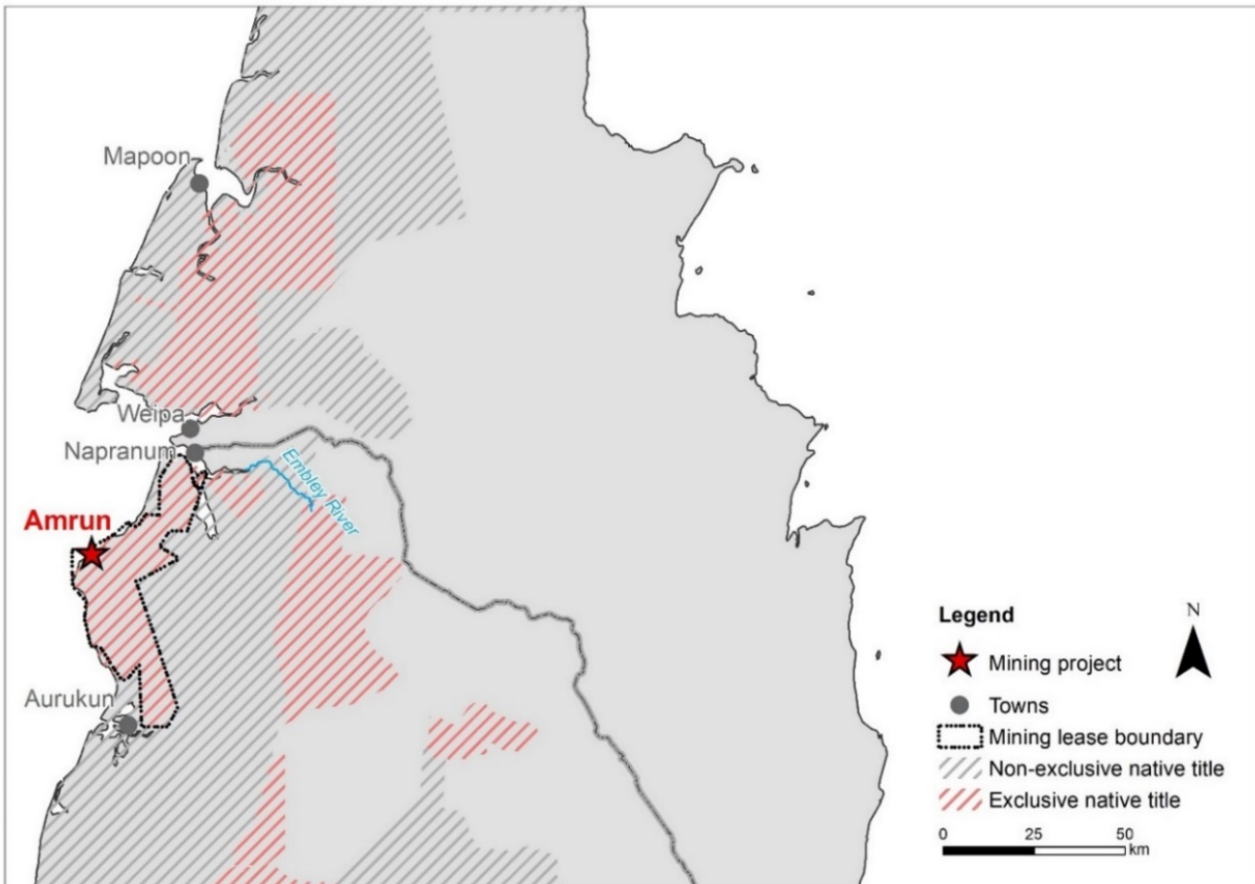 Mapoon
Weipa
Napranum
Embley River
Amrun
Aurukun
Legend
N
Mining project
Towns
Mining lease boundary
Non-exclusive native title
Exclusive native title
0 25 50
km